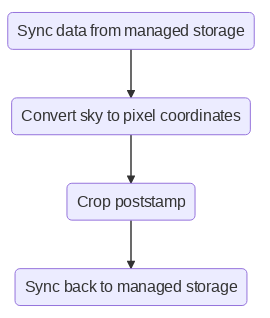 Sync data from managed storage
Convert sky to pixel coordinates
Crop poststamp
Sync back to managed storage